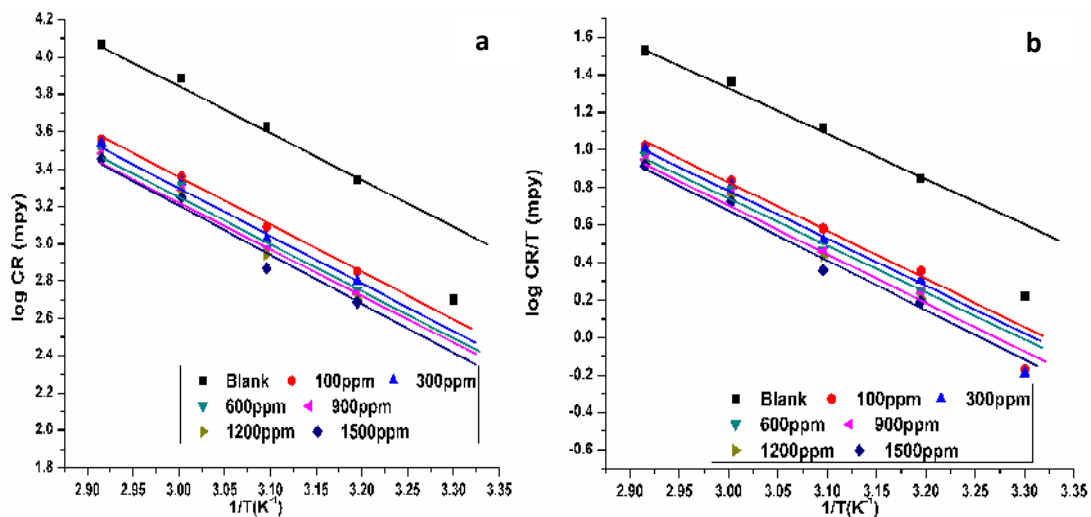 a
4.2
4.0
3.8
3.6
3.4
3.2
3.0
2.8
2.6
2.4
2.2
2.0
1.8
log CR (mpy)
Blank 100ppm 300ppm
600ppm 900ppm
1200ppm 1500ppm
2.90 2.95 3.00 3.05 3.10 3.15 3.20 3.25 3.30 3.35
1/T(K⁻¹)
b
1.6
1.4
1.2
1.0
0.8
0.6
0.4
0.2
0.0
-0.2
-0.4
-0.6
log CR/T (mpy)
Blank 100ppm 300ppm
600ppm 900ppm
1200ppm 1500ppm
2.90 2.95 3.00 3.05 3.10 3.15 3.20 3.25 3.30 3.35
1/T(K⁻¹)